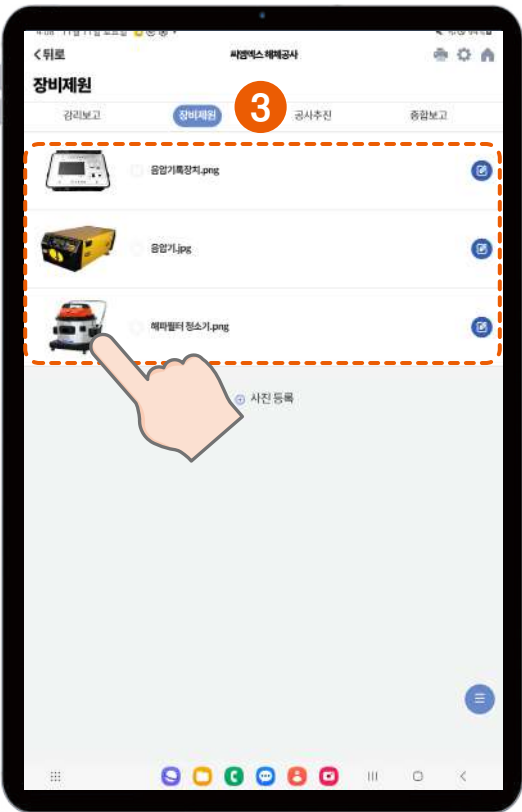 <뒤로
씨엠엑스 해체공사
장비제원
감리보고
장비제원
3
공사추진
종합보고
음압기록장치.png
음압기.jpg
헤파필터 청소기.png
사진 등록